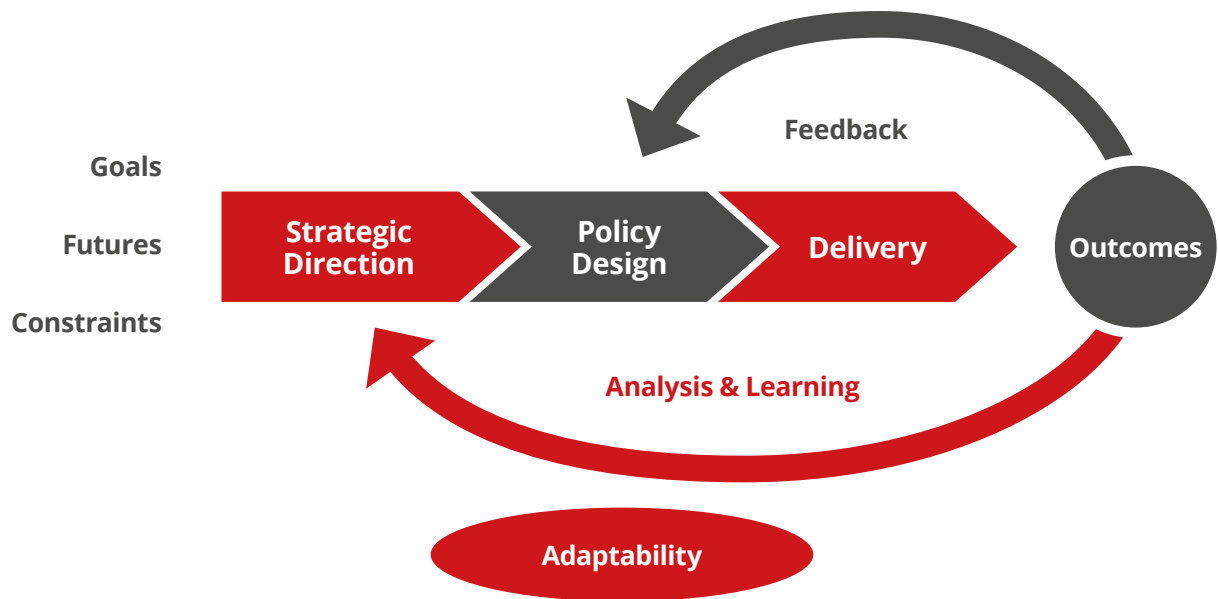 Feedback
Goals
Futures
Constraints
Strategic
Direction
Policy
Design
Delivery
Outcomes
Analysis & Learning
Adaptability